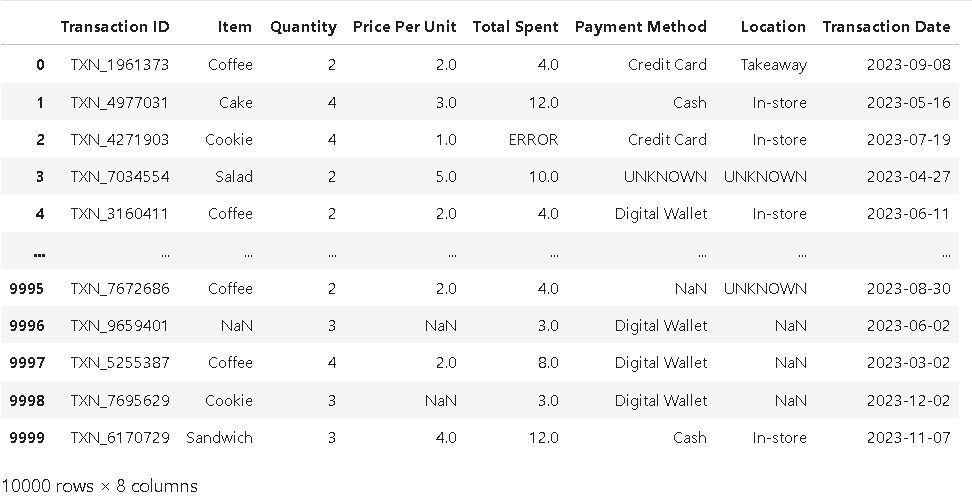 Transaction ID Item Quantity Price Per Unit Total Spent Payment Method Location Transaction Date
0 TXN_1961373 Coffee 2 2.0 4.0 Credit Card Takeaway 2023-09-08
1 TXN_4977031 Cake 4 3.0 12.0 Cash In-store 2023-05-16
2 TXN_4271903 Cookie 4 1.0 ERROR Credit Card In-store 2023-07-19
3 TXN_7034554 Salad 2 5.0 10.0 UNKNOWN UNKNOWN 2023-04-27
4 TXN_3160411 Coffee 2 2.0 4.0 Digital Wallet In-store 2023-06-11
... ... ... ... ... ... ... ... ...
9995 TXN_7672686 Coffee 2 2.0 4.0 NaN UNKNOWN 2023-08-30
9996 TXN_9659401 NaN 3 NaN 3.0 Digital Wallet NaN 2023-06-02
9997 TXN_5255387 Coffee 4 2.0 8.0 Digital Wallet NaN 2023-03-02
9998 TXN_7695629 Cookie 3 NaN 3.0 Digital Wallet NaN 2023-12-02
9999 TXN_6170729 Sandwich 3 4.0 12.0 Cash In-store 2023-11-07
10000 rows × 8 columns